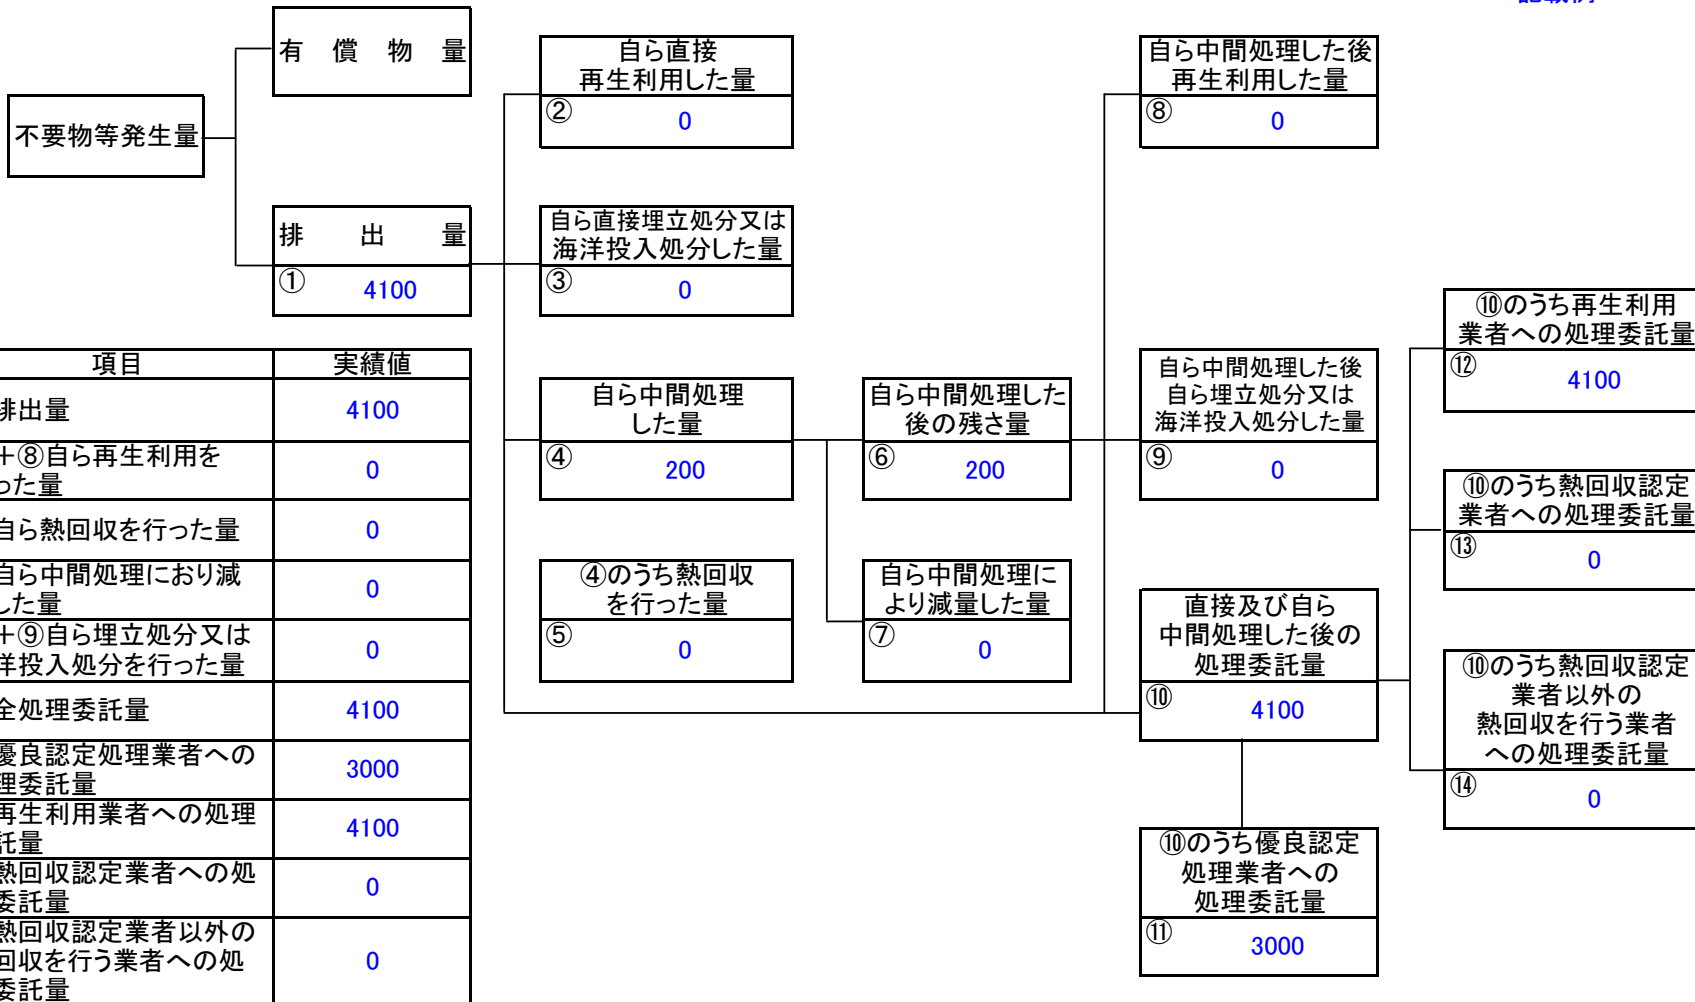 有償物量
不要物等発生量
排出量
① 4100
自ら直接
再生利用した量
② 0
自ら直接埋立処分又は
海洋投入処分した量
③ 0
自ら中間処理
した量
④ 200
④のうち熱回収
を行った量
⑤ 0
自ら中間処理した
後の残さ量
⑥ 200
自ら中間処理に
より減量した量
⑦ 0
自ら中間処理した後
再生利用した量
⑧ 0
自ら中間処理した後
自ら埋立処分又は
海洋投入処分した量
⑨ 0
直接及び自ら
中間処理した後の
処理委託量
⑩ 4100
⑩のうち優良認定
処理業者への
処理委託量
⑪ 3000
⑩のうち再生利用
業者への処理委託量
⑫ 4100
⑩のうち熱回収認定
業者への処理委託量
⑬ 0
⑩のうち熱回収認定
業者以外の
熱回収を行う業者
への処理委託量
⑭ 0
項目 実績値
排出量 4100
+⑧自ら再生利用を
った量 0
自ら熱回収を行った量 0
自ら中間処理におり減
した量 0
+⑨自ら埋立処分又は
洋投入処分を行った量 0
全処理委託量 4100
優良認定処理業者への
理委託量 3000
再生利用業者への処理
託量 4100
熱回収認定業者への処
委託量 0
熱回収認定業者以外の
回収を行う業者への処
委託量 0